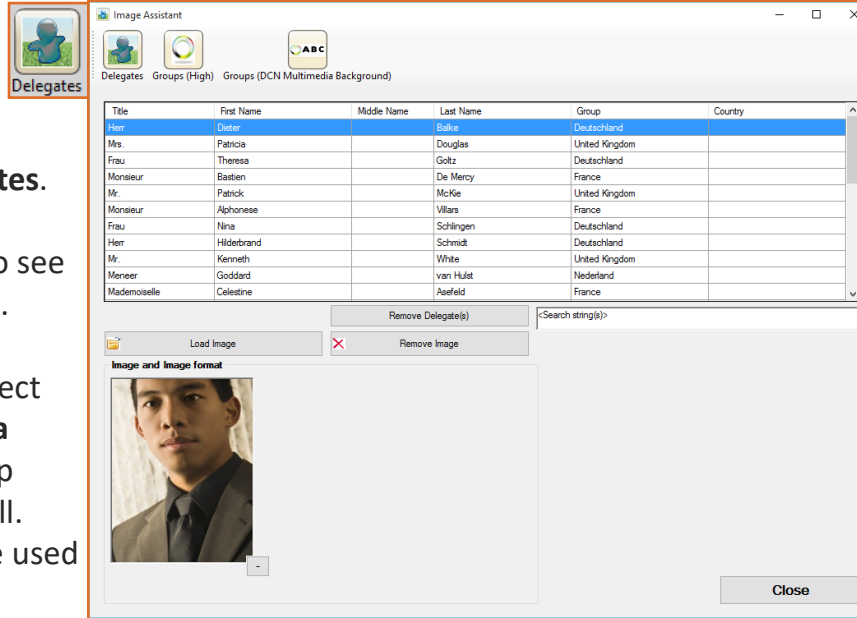 Delegates
tes.
o see
.
ect
a
p
ll.
e used
Image Assistant
Delegates Groups (High) Groups (DCN Multimedia Background)
ABC
Title First Name Middle Name Last Name Group Country
Herr Dieter Balke Deutschland
Mrs. Patricia Douglas United Kingdom
Frau Theresa Goltz Deutschland
Monsieur Bastien De Mercy France
Mr. Patrick McKie United Kingdom
Monsieur Alphonese Villars France
Frau Nina Schlingen Deutschland
Herr Hilderbrand Schmidt Deutschland
Mr. Kenneth White United Kingdom
Meneer Goddard van Hulst Nederland
Mademoiselle Celestine Asefeld France
Remove Delegate(s) <Search string(s)>
Load Image Remove Image
Image and Image format
-
Close